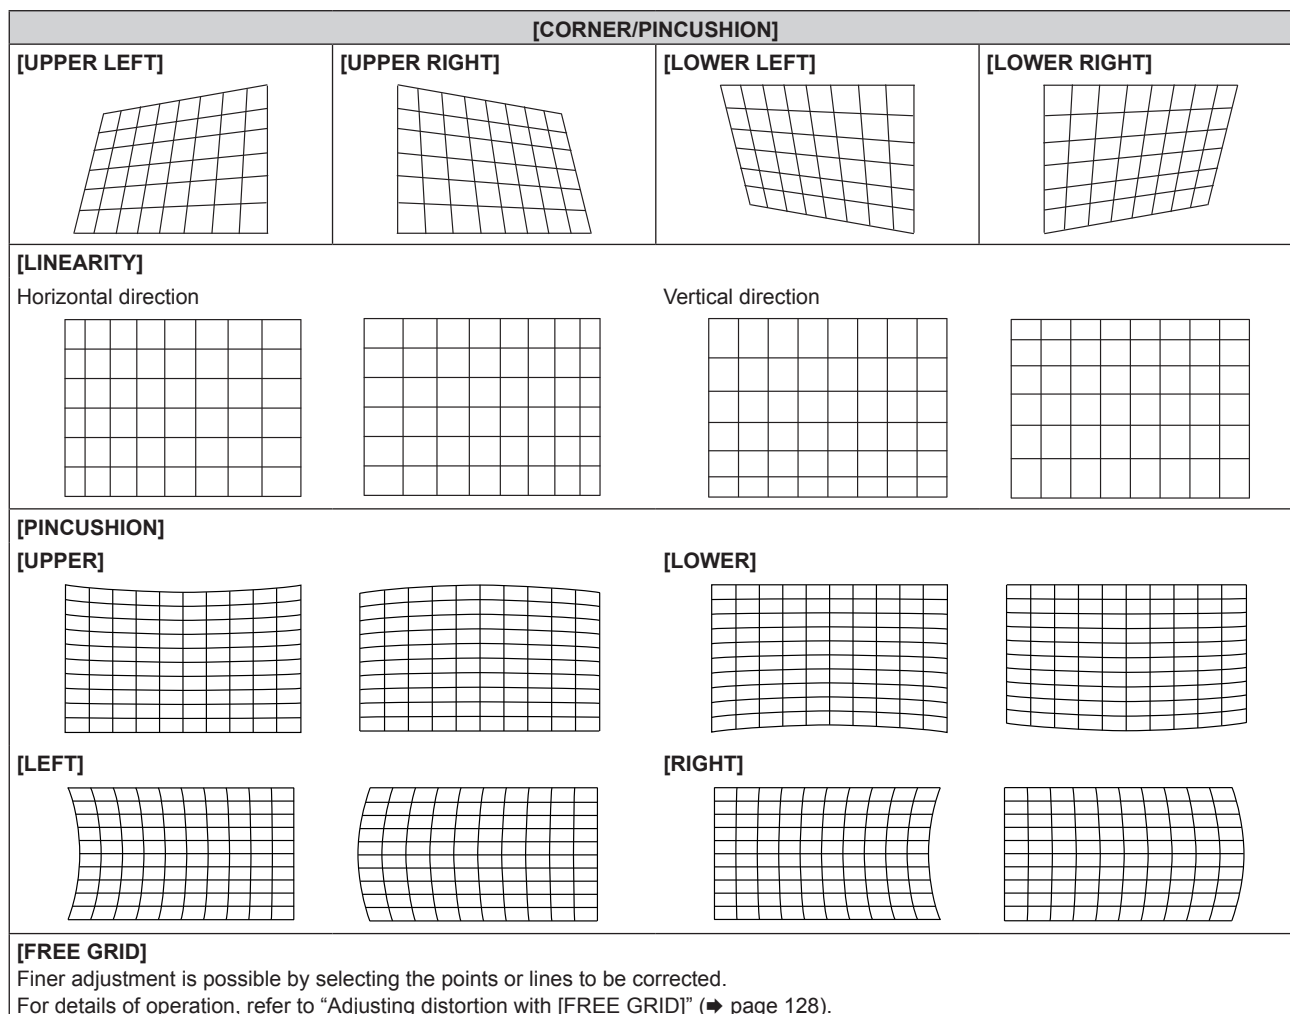 [CORNER/PINCUSHION]
[UPPER LEFT]
[UPPER RIGHT]
[LOWER LEFT]
[LOWER RIGHT]
[LINEARITY]
Horizontal direction
Vertical direction
[PINCUSHION]
[UPPER]
[LOWER]
[LEFT]
[RIGHT]
[FREE GRID]
Finer adjustment is possible by selecting the points or lines to be corrected.
For details of operation, refer to “Adjusting distortion with [FREE GRID]” (➡ page 128).